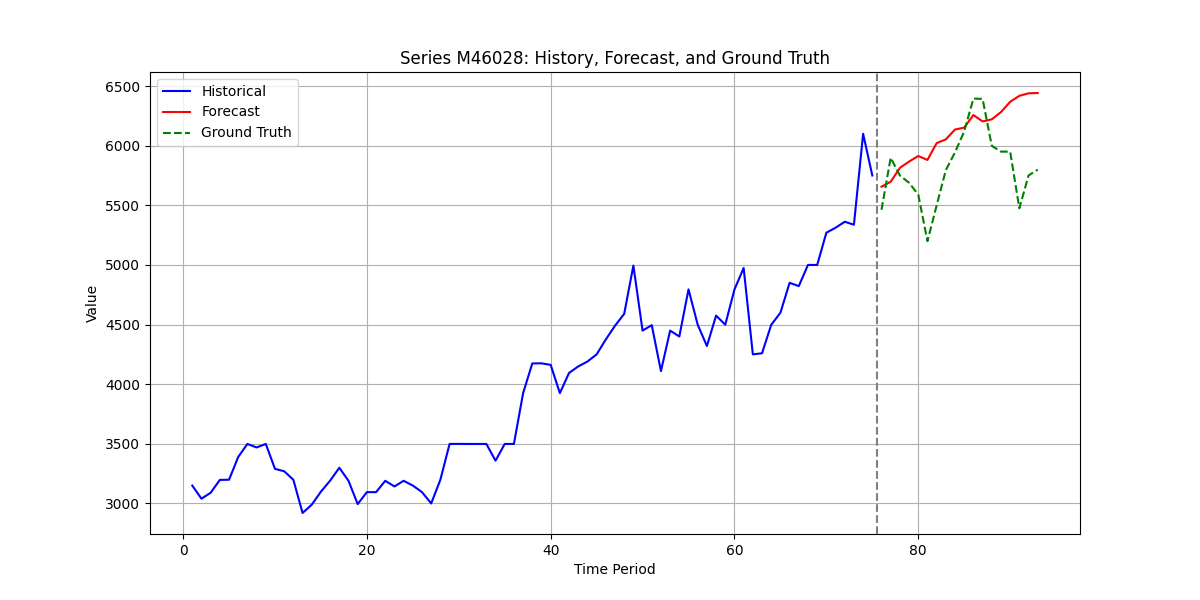 Series M46028: History, Forecast, and Ground Truth
Historical
Forecast
Ground Truth
6500
6000
5500
5000
4500
4000
3500
3000
Value
0 20 40 60 80
Time Period